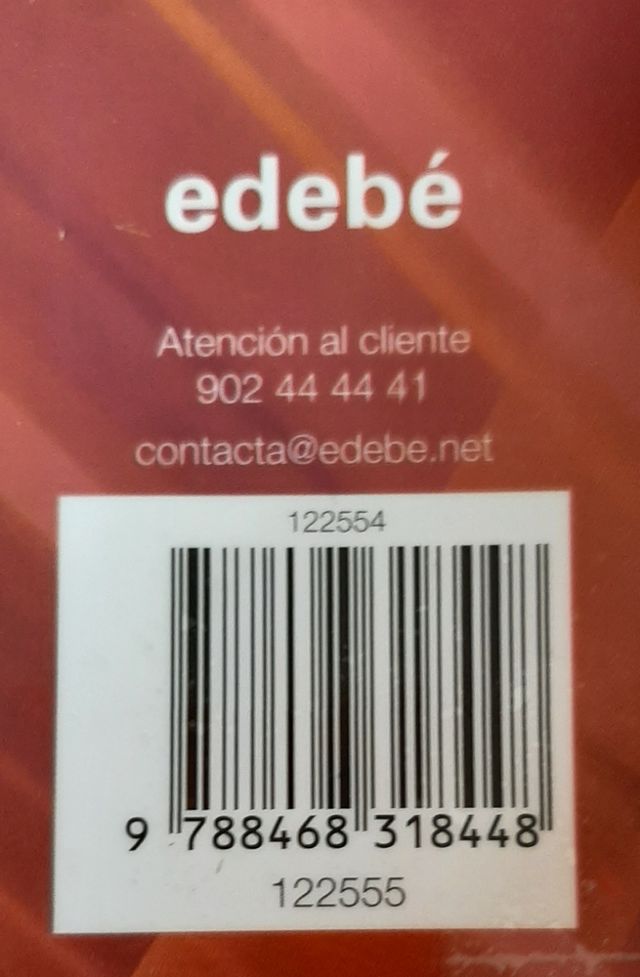 edebé
Atención al cliente
902 44 44 41
contacta@edebe.net
122554
9 788468 318448
122555